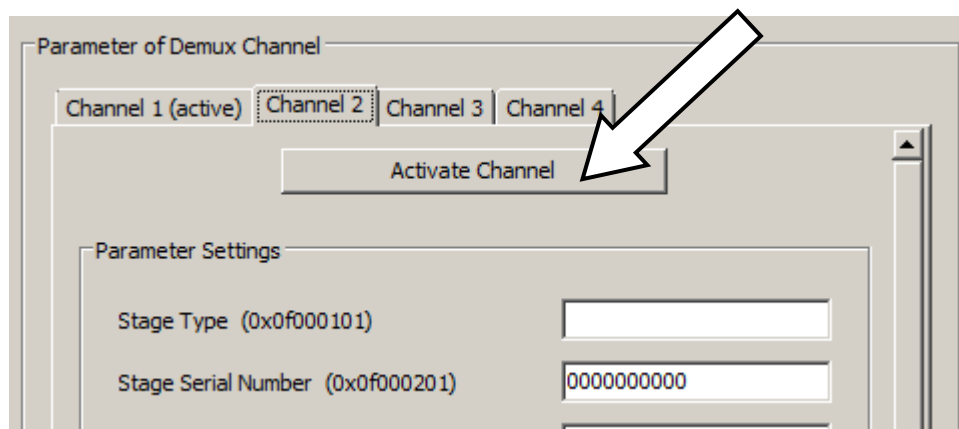 Parameter of Demux Channel
Channel 1 (active) Channel 2 Channel 3 Channel 4
Activate Channel
Parameter Settings
Stage Type (0x0f000101)
Stage Serial Number (0x0f000201) 0000000000